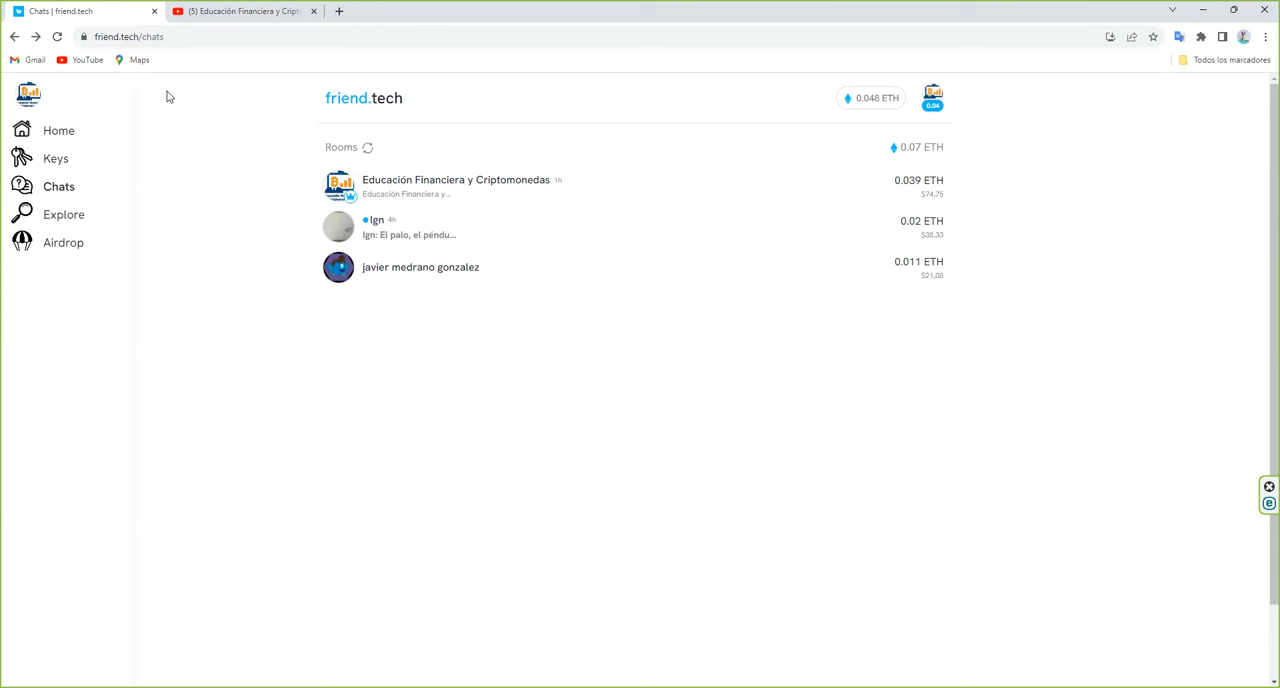 Chats | friend.tech
(5) Educación Financiera y Cripto
friend.tech/chats
Gmail
YouTube
Maps
Todos los marcadores
Home
Keys
Chats
Explore
Airdrop
friend.tech
0.048 ETH
0.04
Rooms
0.07 ETH
Educación Financiera y Criptomonedas 1h
Educación Financiera y...
0.039 ETH
$74,75
Ign 4h
Ign: El palo, el péndu...
0.02 ETH
$38,33
javier medrano gonzalez
0.011 ETH
$21,08